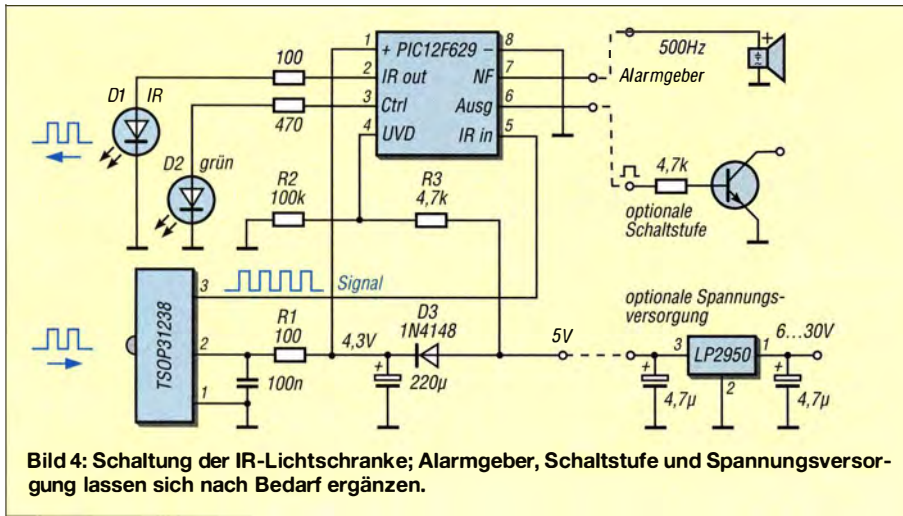 100
1
+ PIC12F629 −
8
500Hz
+
D1 IR
2
IR out
NF
7
Alarmgeber
470
3
Ctrl
Ausg
6
D2 grün
4
UVD
IR in
5
R2
100k
R3
4,7k
4,7k
optionale
Schaltstufe
TSOP31238
3
Signal
2
R1
100
4,3V
D3
1N4148
5V
optionale Spannungs-
versorgung
6...30V
3
LP2950
1
100n
+
220µ
1
+
4,7µ
2
+
4,7µ
Bild 4: Schaltung der IR-Lichtschranke; Alarmgeber, Schaltstufe und Spannungsversor-
gung lassen sich nach Bedarf ergänzen.